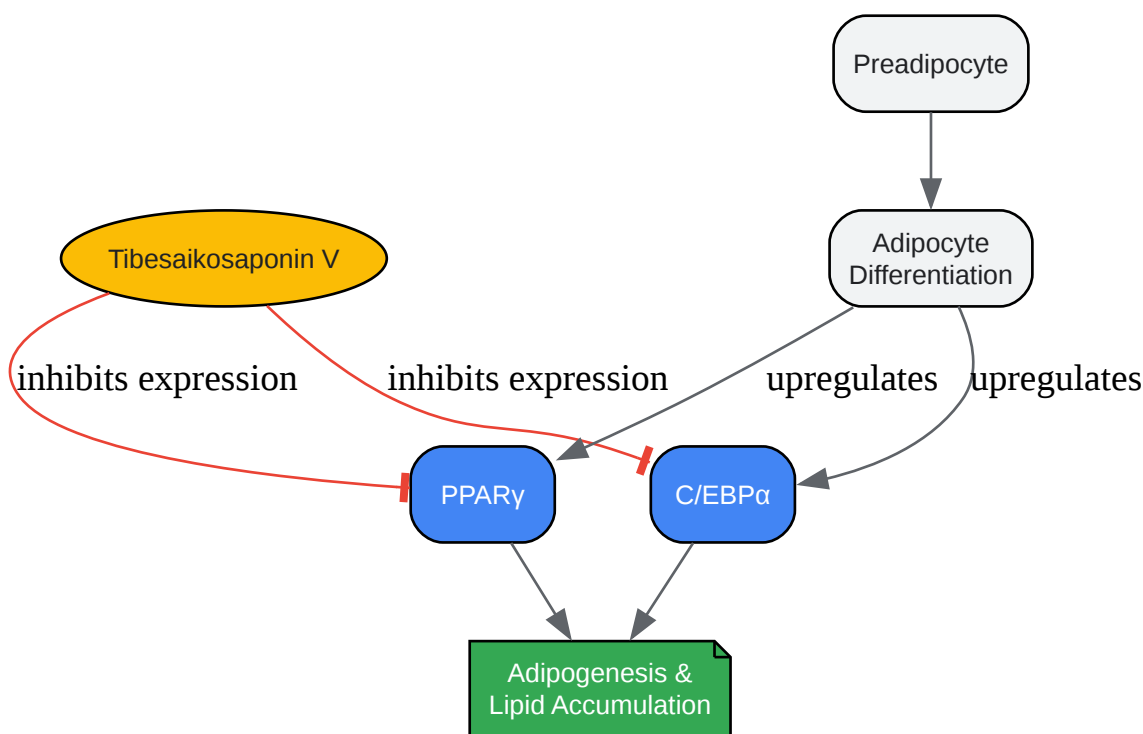 Preadipocyte
Tibesaikosaponin V
Adipocyte
Differentiation
inhibits expression
inhibits expression
upregulates
upregulates
PPARγ
C/EBPα
Adipogenesis &
Lipid Accumulation